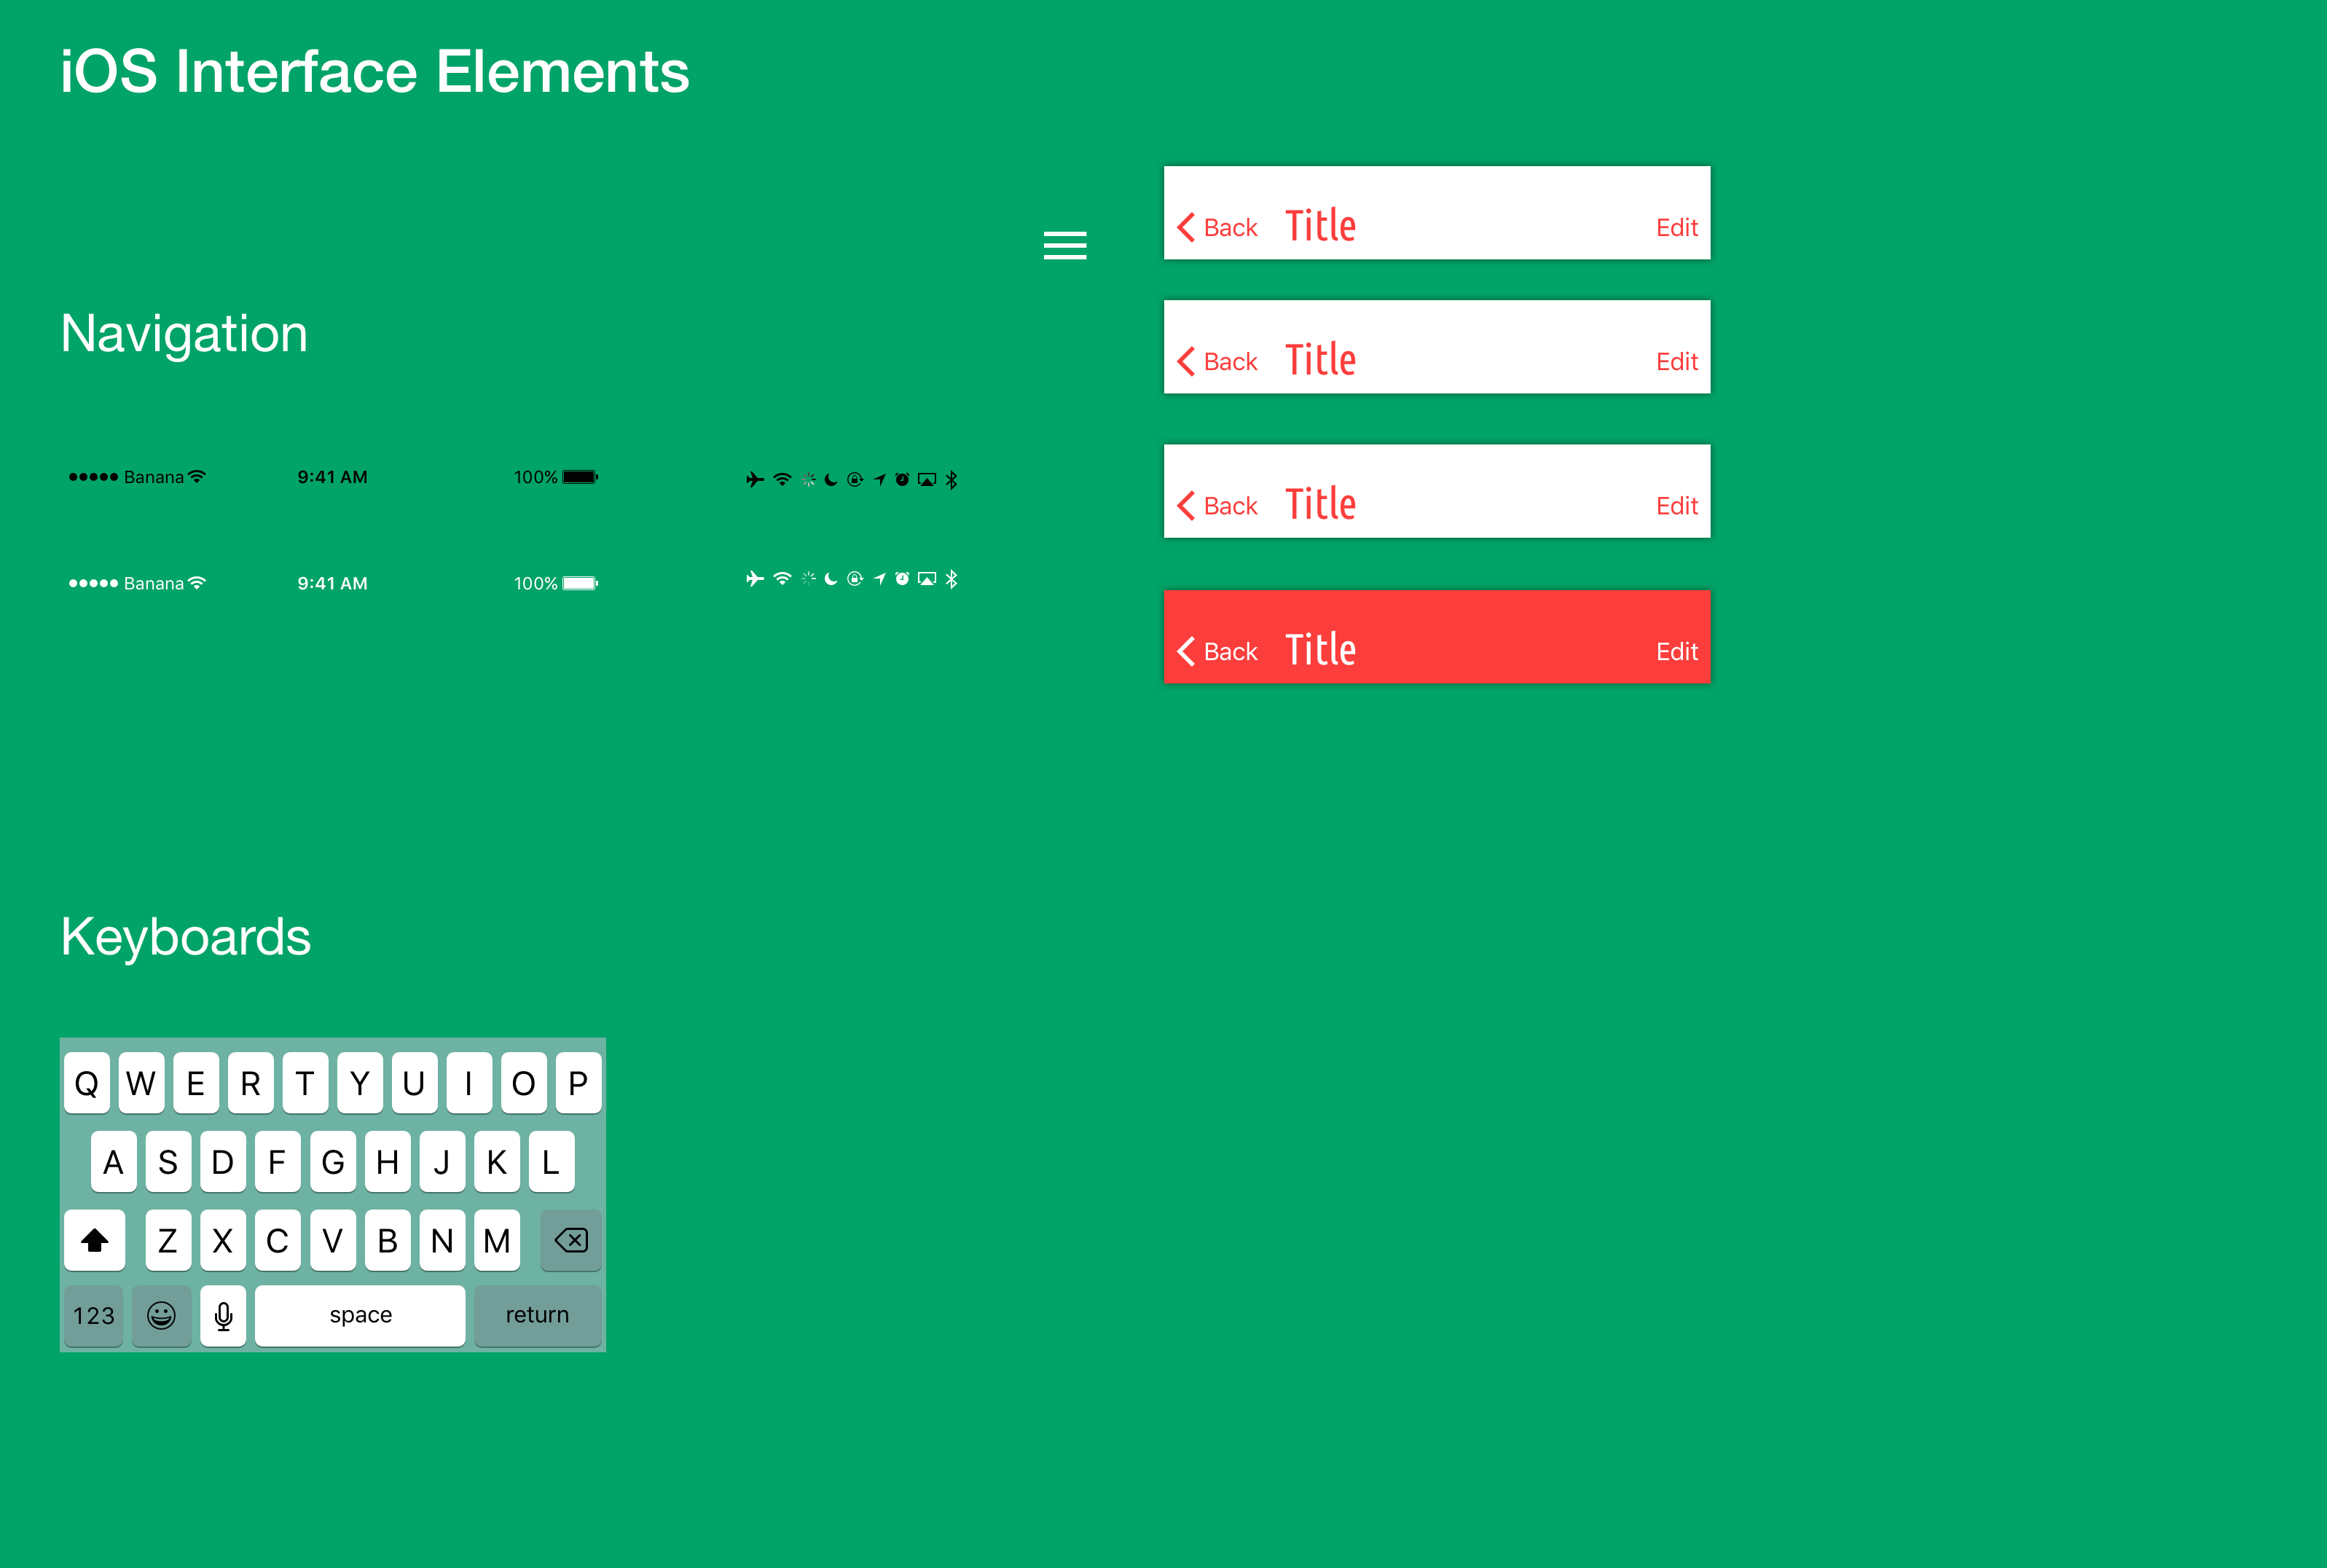 iOS Interface Elements
Back Title Edit
Navigation
Back Title Edit
Banana 9:41 AM 100%
Back Title Edit
Banana 9:41 AM 100%
Back Title Edit
Keyboards
Q W E R T Y U I O P
A S D F G H J K L
Z X C V B N M
123 space return